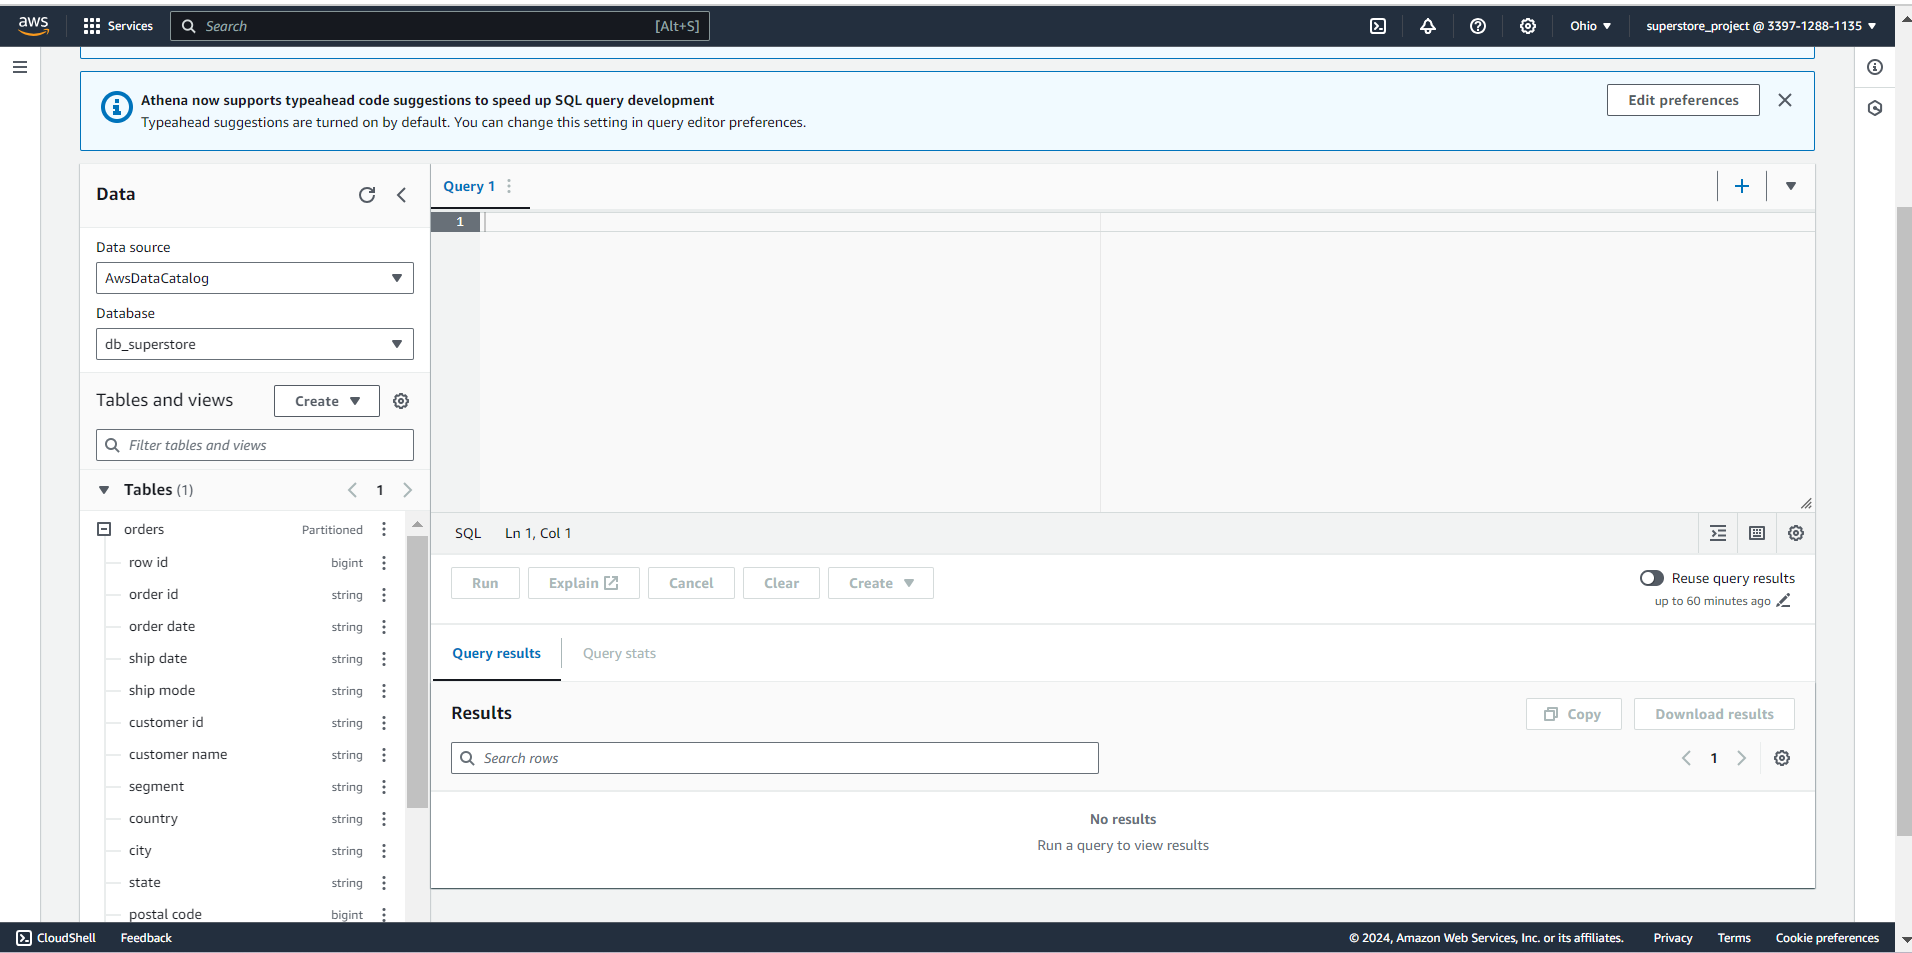 aws
Services
Search
[Alt+S]
Ohio
superstore_project @ 3397-1288-1135
Athena now supports typeahead code suggestions to speed up SQL query development
Typeahead suggestions are turned on by default. You can change this setting in query editor preferences.
Edit preferences
Data
Data source
AwsDataCatalog
Database
db_superstore
Tables and views
Create
Filter tables and views
Tables (1)
1
orders Partitioned
row id bigint
order id string
order date string
ship date string
ship mode string
customer id string
customer name string
segment string
country string
city string
state string
postal code bigint
Query 1
1
SQL Ln 1, Col 1
Run
Explain
Cancel
Clear
Create
Reuse query results
up to 60 minutes ago
Query results
Query stats
Results
Copy
Download results
Search rows
1
No results
Run a query to view results
CloudShell
Feedback
© 2024, Amazon Web Services, Inc. or its affiliates.
Privacy
Terms
Cookie preferences